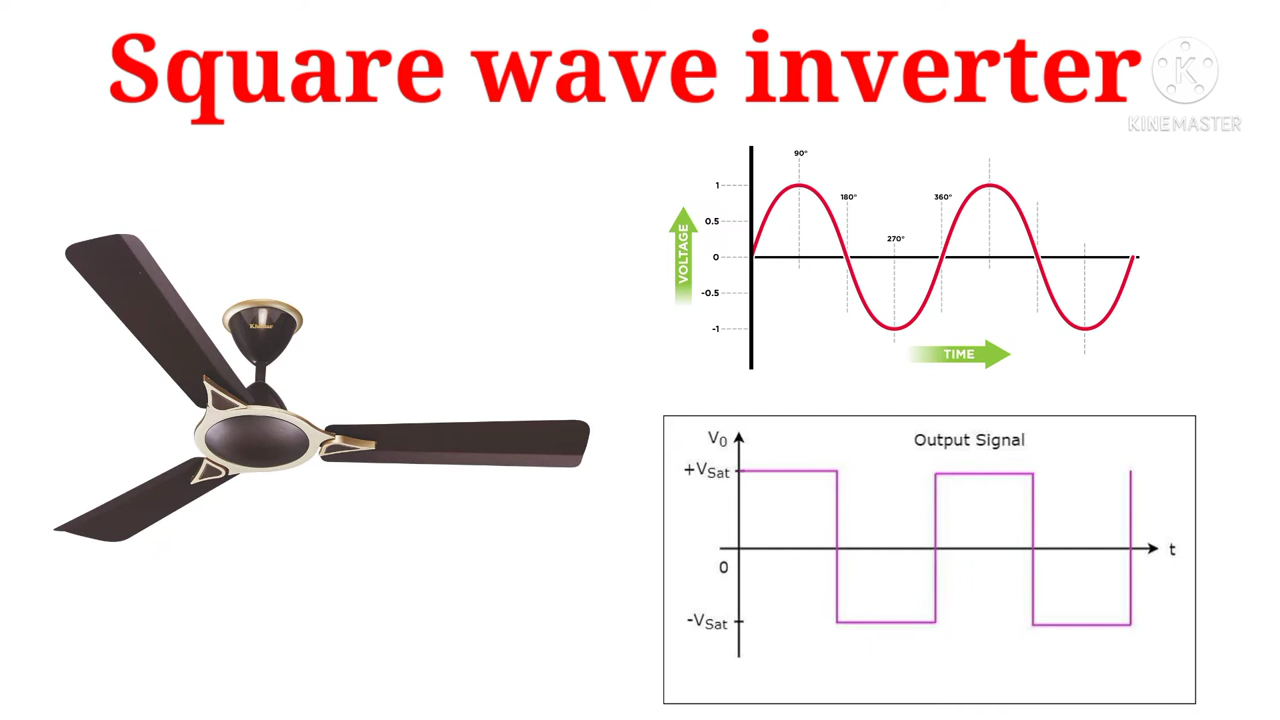 Square wave inverter
K
KINEMASTER
90°
1
180°
360°
0.5
VOLTAGE
270°
0
-0.5
-1
TIME
V0
Output Signal
+VSat
t
0
-VSat